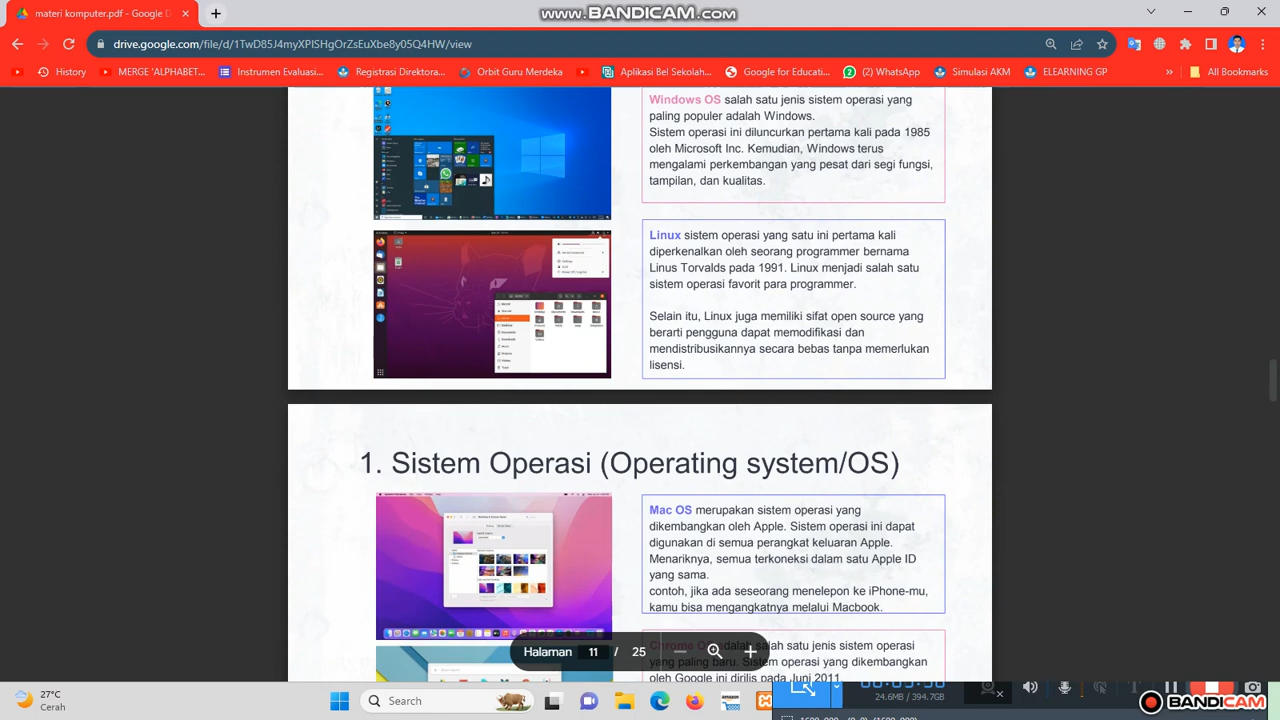 materi komputer.pdf - Google D
www.BANDICAM.com
drive.google.com/file/d/1TwD85J4myXPlSHgOrZsEuXbe8y05Q4HW/view
History
MERGE 'ALPHABET...
Instrumen Evaluasi...
Registrasi Direktora...
Orbit Guru Merdeka
Aplikasi Bel Sekolah...
Google for Educati...
(2) WhatsApp
Simulasi AKM
ELEARNING GP
»
All Bookmarks
Windows OS salah satu jenis sistem operasi yang
paling populer adalah Windows.
Sistem operasi ini diluncurkan pertama kali pada 1985
oleh Microsoft Inc. Kemudian, Windows terus
mengalami perkembangan yang pesat dari segi fungsi,
tampilan, dan kualitas.
Linux sistem operasi yang satu ini pertama kali
diperkenalkan oleh seorang programmer bernama
Linus Torvalds pada 1991. Linux menjadi salah satu
sistem operasi favorit para programmer.
Selain itu, Linux juga memiliki sifat open source yang
berarti pengguna dapat memodifikasi dan
mendistribusikannya secara bebas tanpa memerlukan
lisensi.
1. Sistem Operasi (Operating system/OS)
Mac OS merupakan sistem operasi yang
dikembangkan oleh Apple. Sistem operasi ini dapat
digunakan di semua perangkat keluaran Apple.
Menariknya, semua terkoneksi dalam satu Apple ID
yang sama.
contoh, jika ada seseorang menelepon ke iPhone-mu,
kamu bisa mengangkatnya melalui Macbook.
Chrome OS adalah salah satu jenis sistem operasi
yang paling baru. Sistem operasi yang dikembangkan
oleh Google ini dirilis pada Juni 2011.
Halaman 11 / 25
27°C
Cerah
Search
24.6MB / 394.7GB
BANDICAM